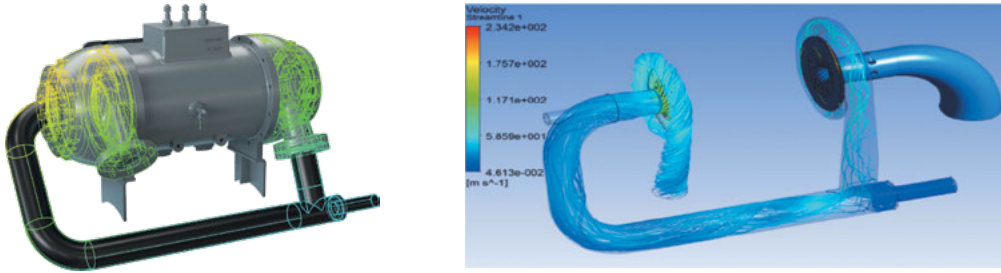 Velocity
Streamline 1
2.342e+002
1.757e+002
1.171e+002
5.859e+001
4.613e-002
[m s^-1]